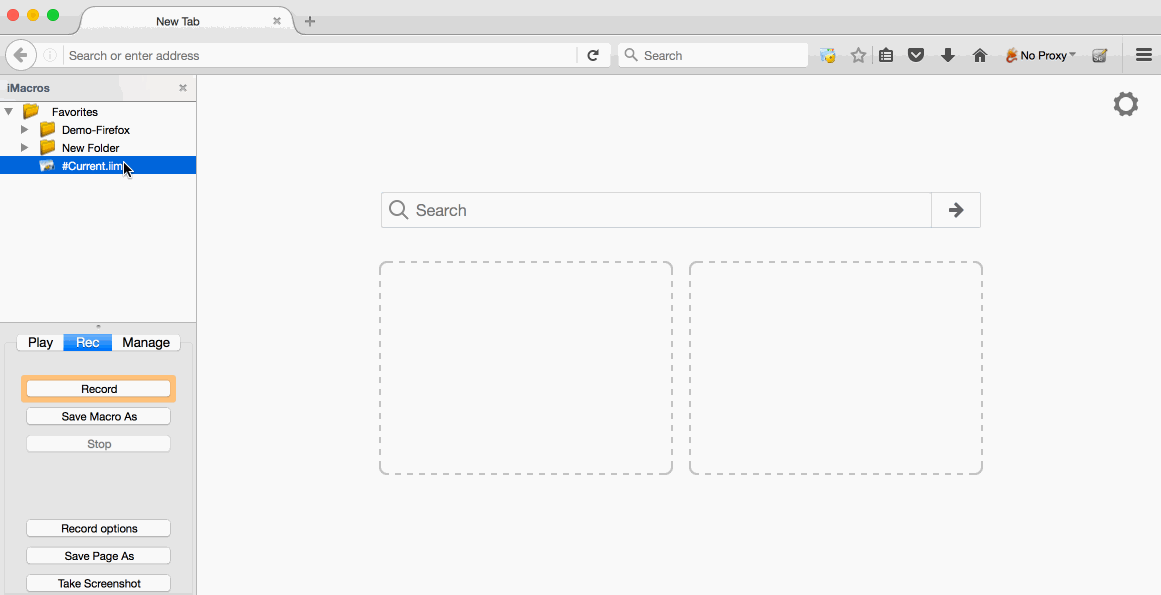 New Tab
Search or enter address
Search
No Proxy
Se
iMacros
Favorites
Demo-Firefox
New Folder
#Current.iim
Search
Play Rec Manage
Record
Save Macro As
Stop
Record options
Save Page As
Take Screenshot